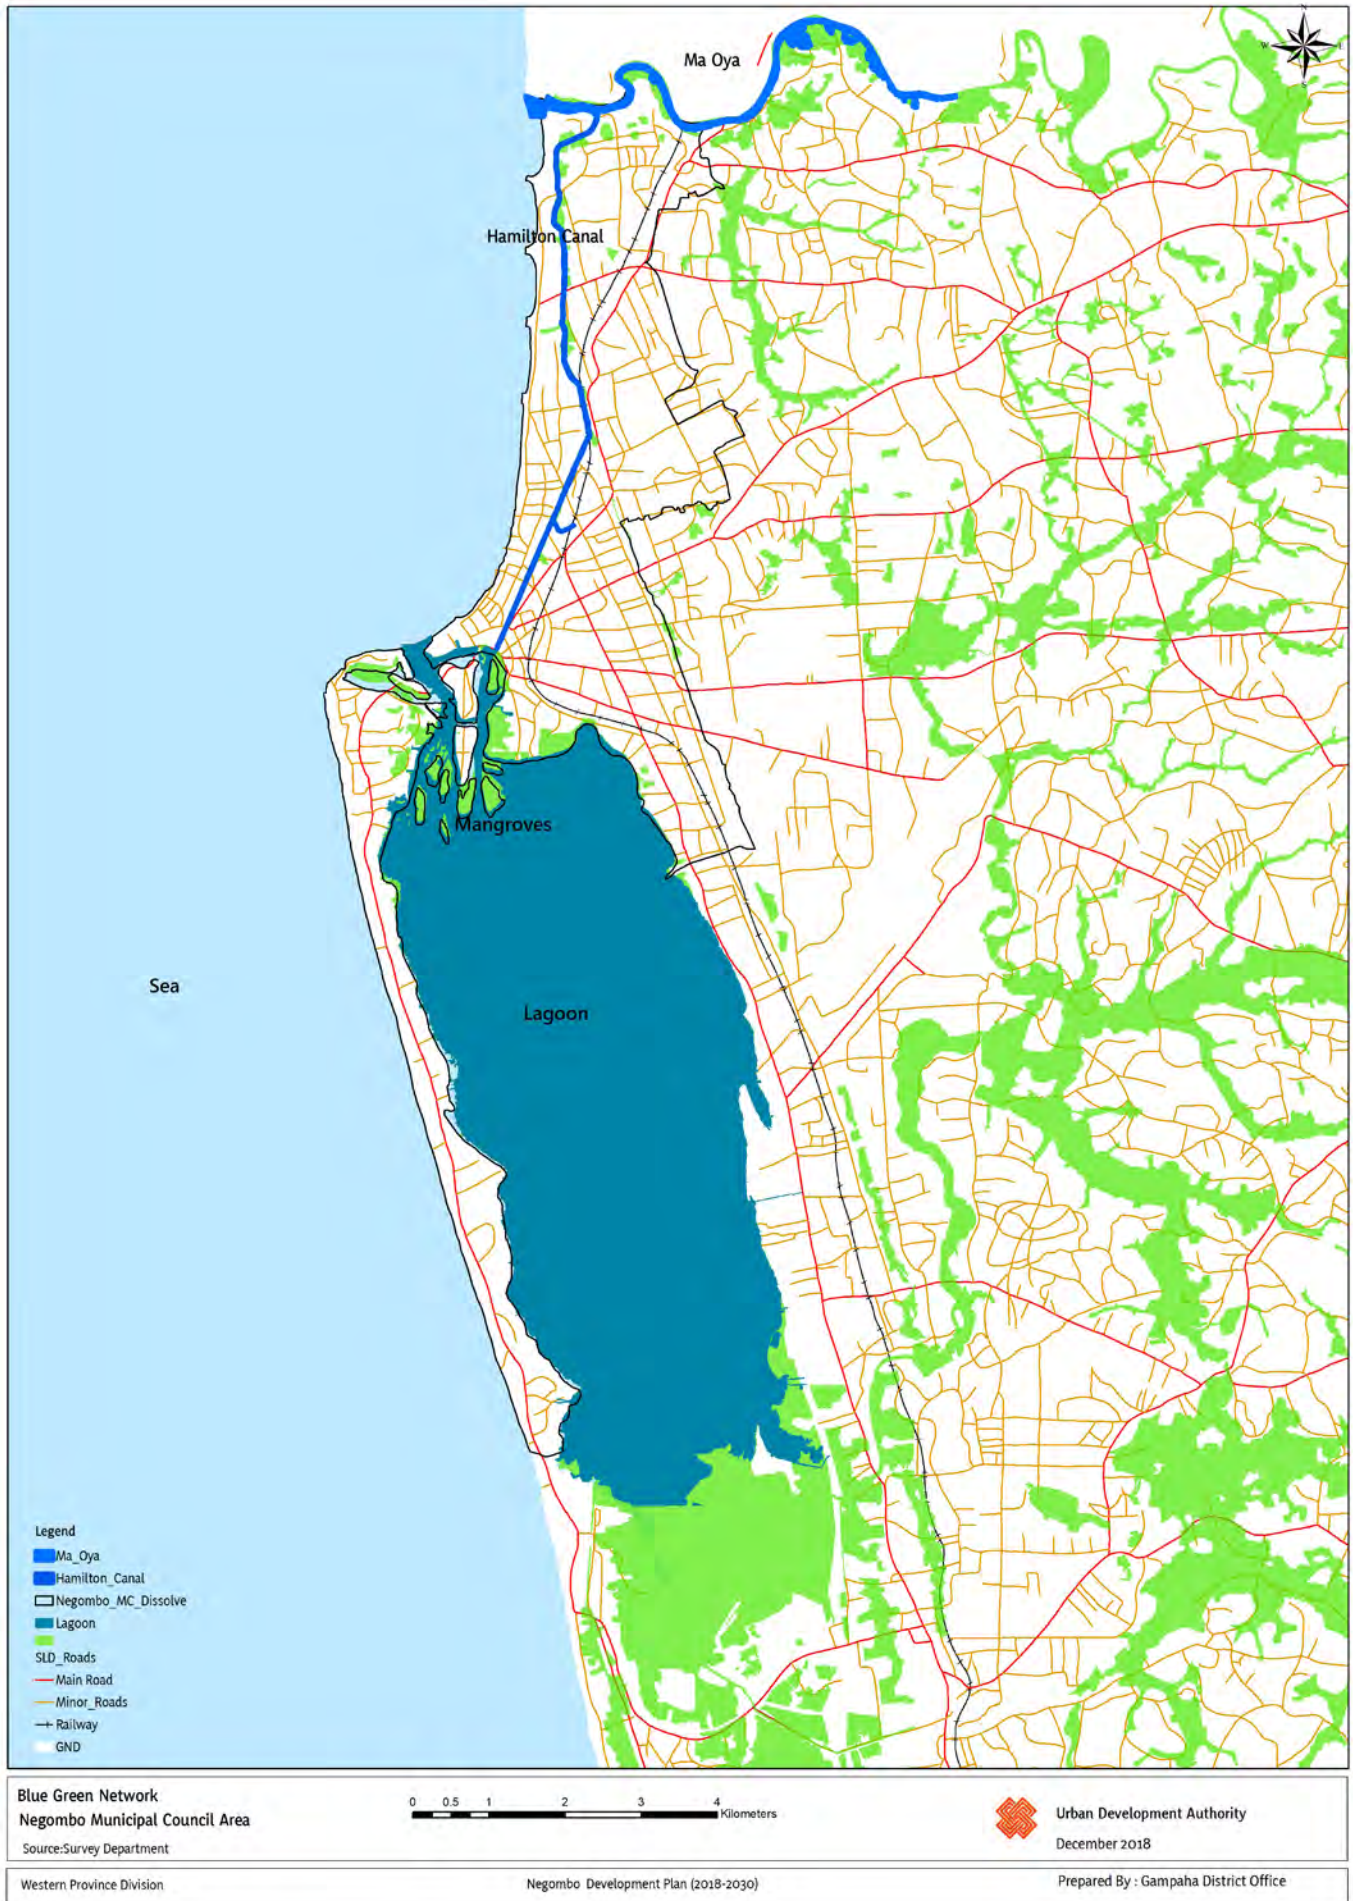 N
W
E
S
Ma Oya
Hamilton Canal
Mangroves
Sea
Lagoon
Legend
Ma_Oya
Hamilton_Canal
Negombo_MC_Dissolve
Lagoon
SLD_Roads
Main Road
Minor_Roads
Railway
GND
Blue Green Network
Negombo Municipal Council Area
Source:Survey Department
0 0.5 1 2 3 4
Kilometers
Urban Development Authority
December 2018
Western Province Division
Negombo Development Plan (2018-2030)
Prepared By : Gampaha District Office